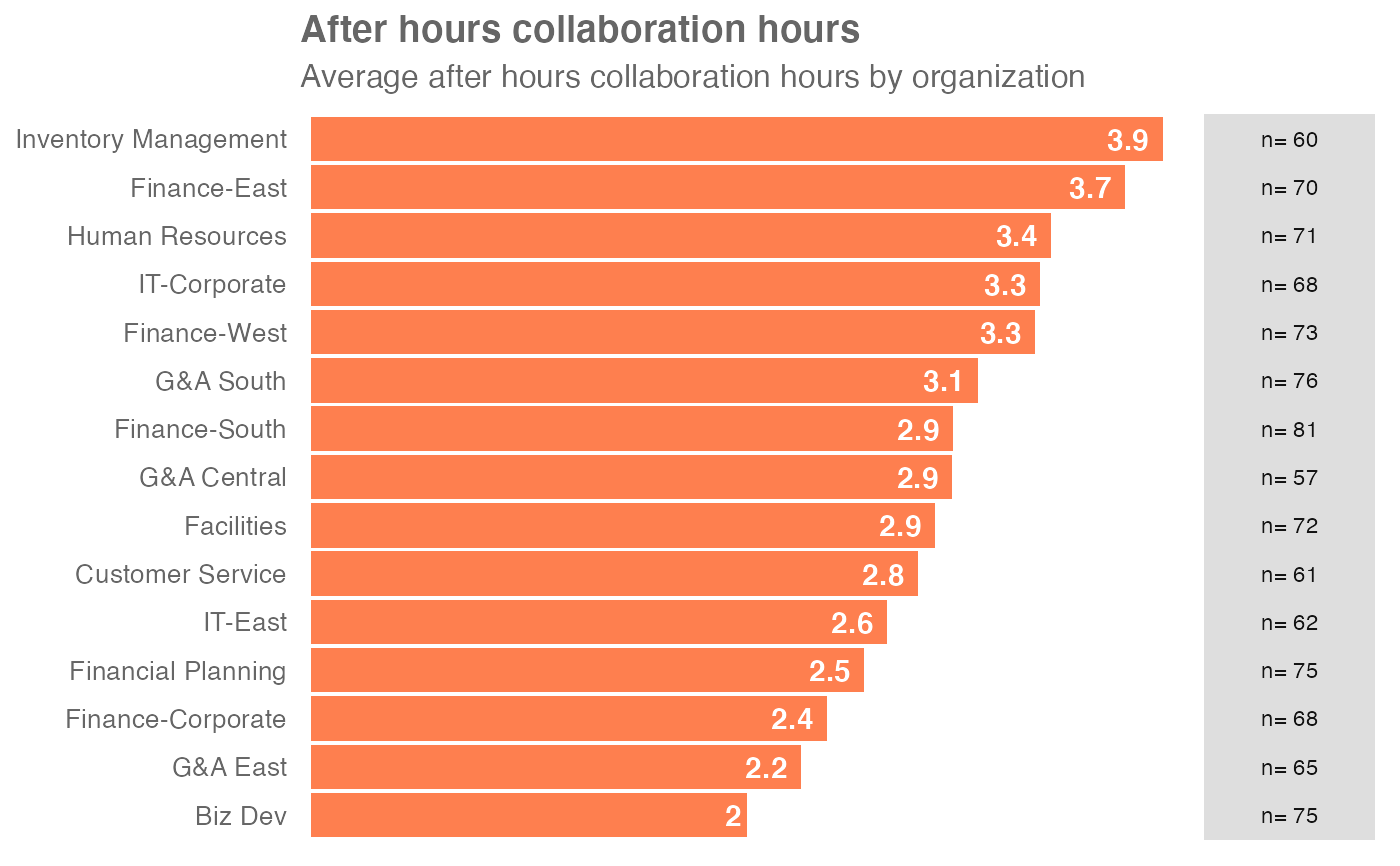 After hours collaboration hours
Average after hours collaboration hours by organization
Inventory Management 3.9 n= 60
Finance-East 3.7 n= 70
Human Resources 3.4 n= 71
IT-Corporate 3.3 n= 68
Finance-West 3.3 n= 73
G&A South 3.1 n= 76
Finance-South 2.9 n= 81
G&A Central 2.9 n= 57
Facilities 2.9 n= 72
Customer Service 2.8 n= 61
IT-East 2.6 n= 62
Financial Planning 2.5 n= 75
Finance-Corporate 2.4 n= 68
G&A East 2.2 n= 65
Biz Dev 2 n= 75